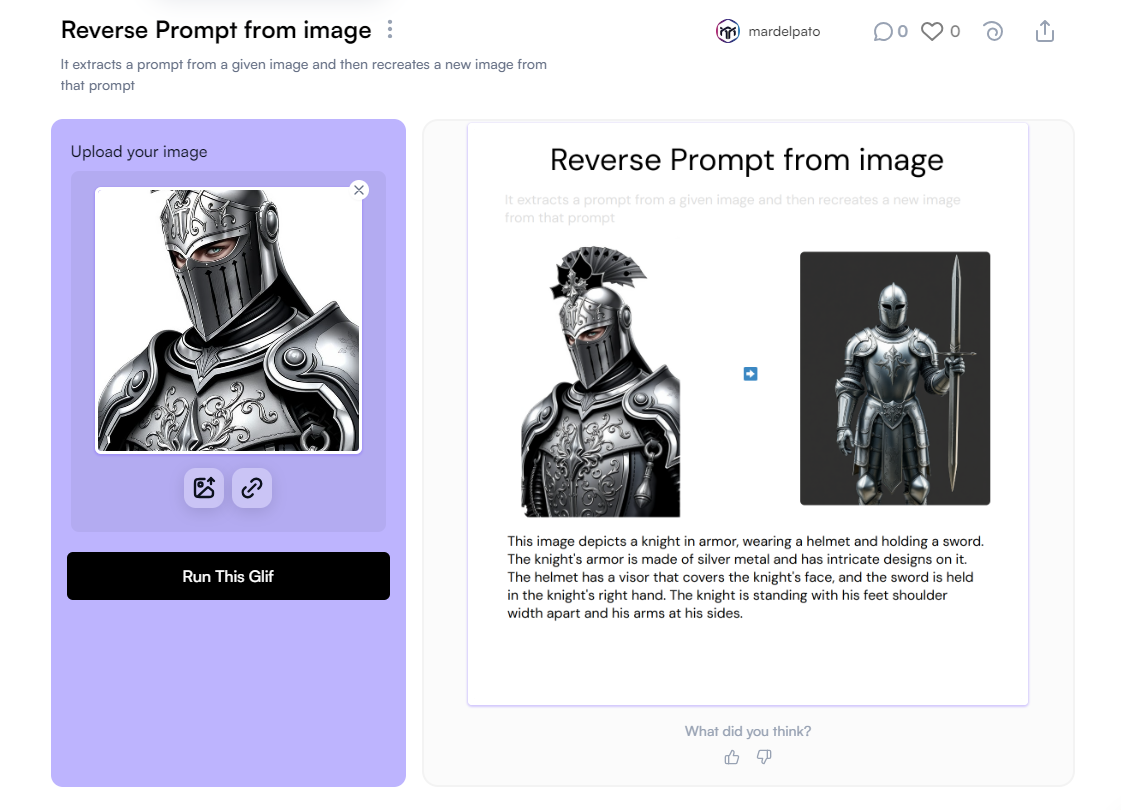 Reverse Prompt from image
mardelpato
0
0
It extracts a prompt from a given image and then recreates a new image from
that prompt
Upload your image
Run This Glif
Reverse Prompt from image
It extracts a prompt from a given image and then recreates a new image
from that prompt
This image depicts a knight in armor, wearing a helmet and holding a sword.
The knight's armor is made of silver metal and has intricate designs on it.
The helmet has a visor that covers the knight's face, and the sword is held
in the knight's right hand. The knight is standing with his feet shoulder
width apart and his arms at his sides.
What did you think?